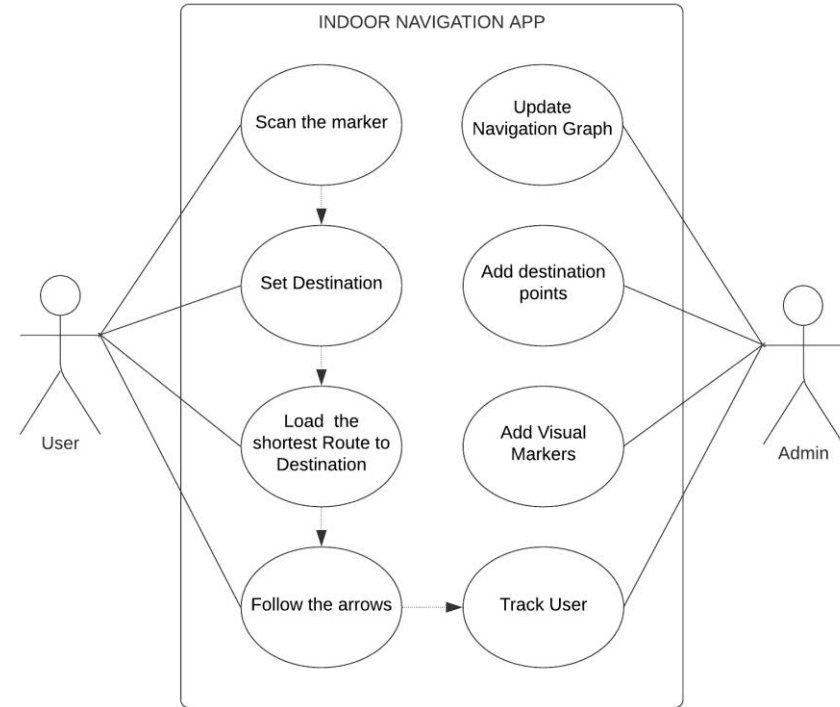 INDOOR NAVIGATION APP
Scan the marker
Update
Navigation Graph
Set Destination
Add destination
points
Load the
shortest Route to
Destination
Add Visual
Markers
User
Admin
Follow the arrows
Track User